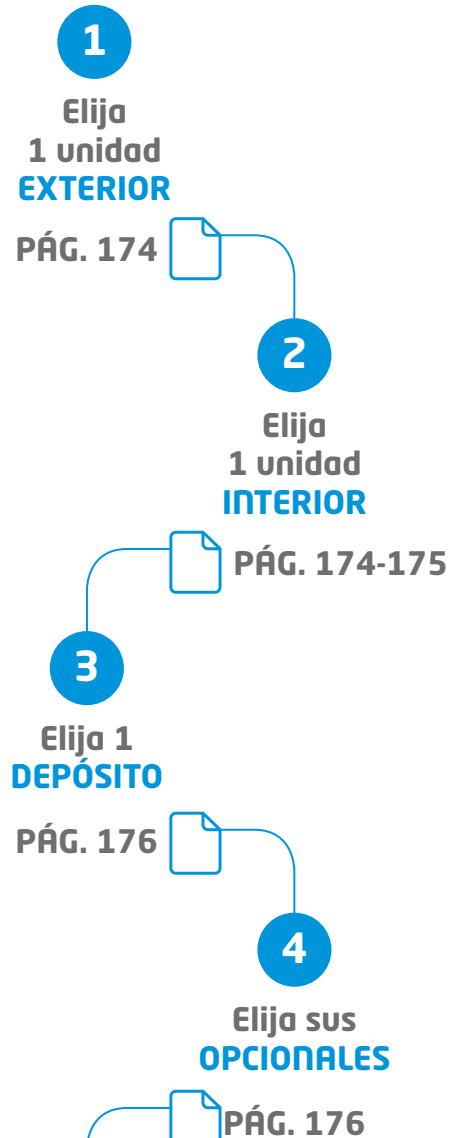 1
Elija
1 unidad
EXTERIOR
PÁG. 174
2
Elija
1 unidad
INTERIOR
PÁG. 174-175
3
Elija 1
DEPÓSITO
PÁG. 176
4
Elija sus
OPCIONALES
PÁG. 176